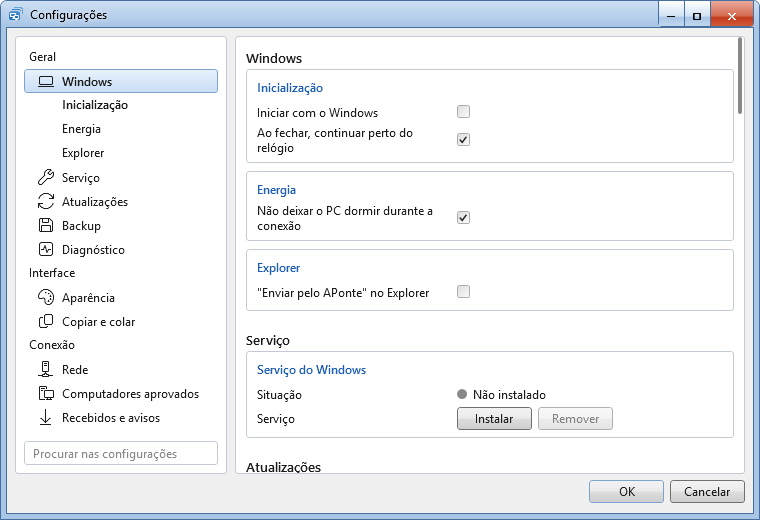 Configurações
Geral
Windows
Inicialização
Energia
Explorer
Serviço
Atualizações
Backup
Diagnóstico
Interface
Aparência
Copiar e colar
Conexão
Rede
Computadores aprovados
Recebidos e avisos
Procurar nas configurações
Windows
Inicialização
Iniciar com o Windows
Ao fechar, continuar perto do
relógio
Energia
Não deixar o PC dormir durante a
conexão
Explorer
"Enviar pelo APonte" no Explorer
Serviço
Serviço do Windows
Situação
Não instalado
Serviço
Instalar
Remover
Atualizações
OK
Cancelar